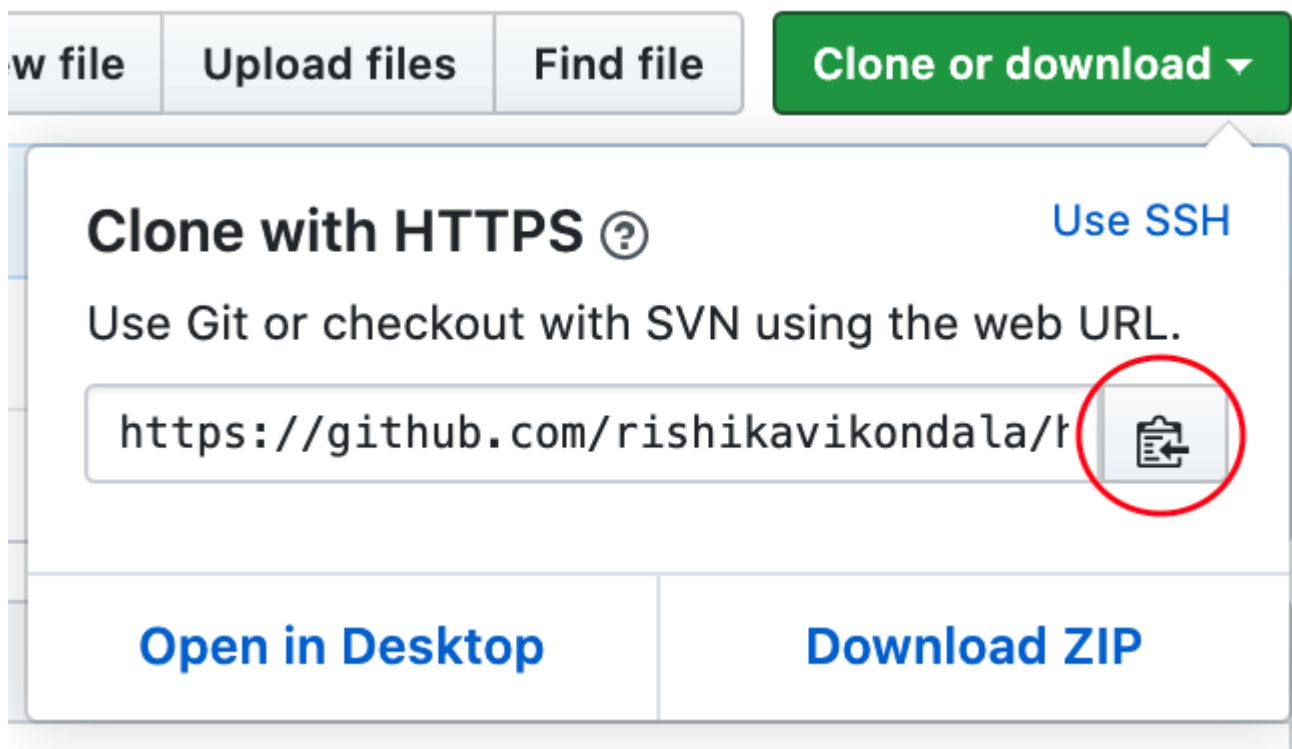 w file Upload files Find file Clone or download
Clone with HTTPS ? Use SSH
Use Git or checkout with SVN using the web URL.
https://github.com/rishikavikondala/h
Open in Desktop Download ZIP